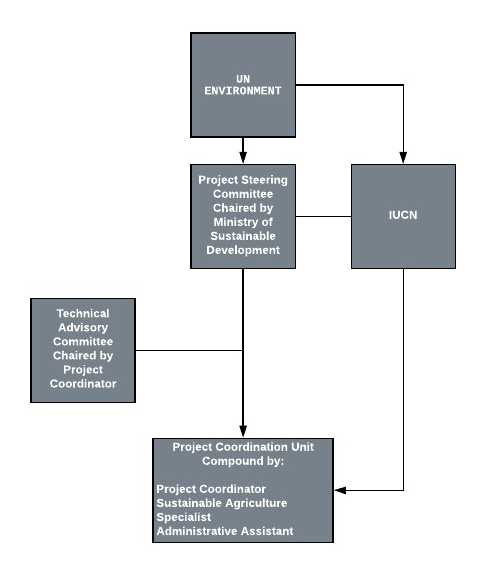 UN
ENVIRONMENT
Project Steering
Committee
Chaired by
Ministry of
Sustainable
Development
IUCN
Technical
Advisory
Committee
Chaired by
Project
Coordinator
Project Coordination Unit
Compound by:
Project Coordinator
Sustainable Agriculture
Specialist
Administrative Assistant